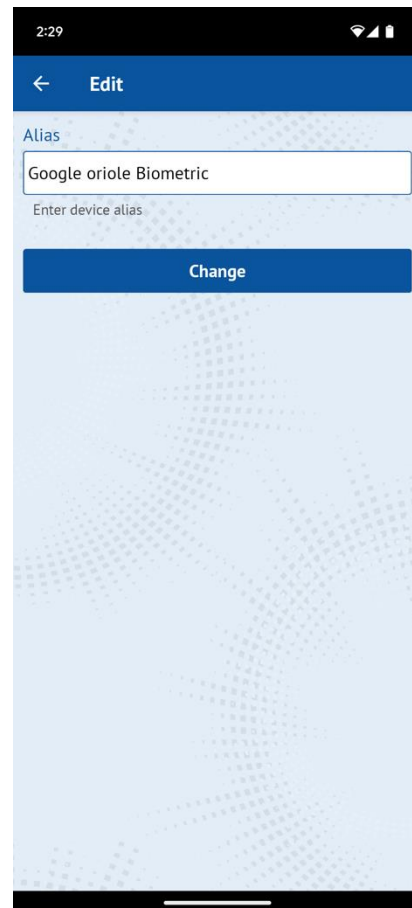 2:29
Edit
Alias
Google oriole Biometric
Enter device alias
Change